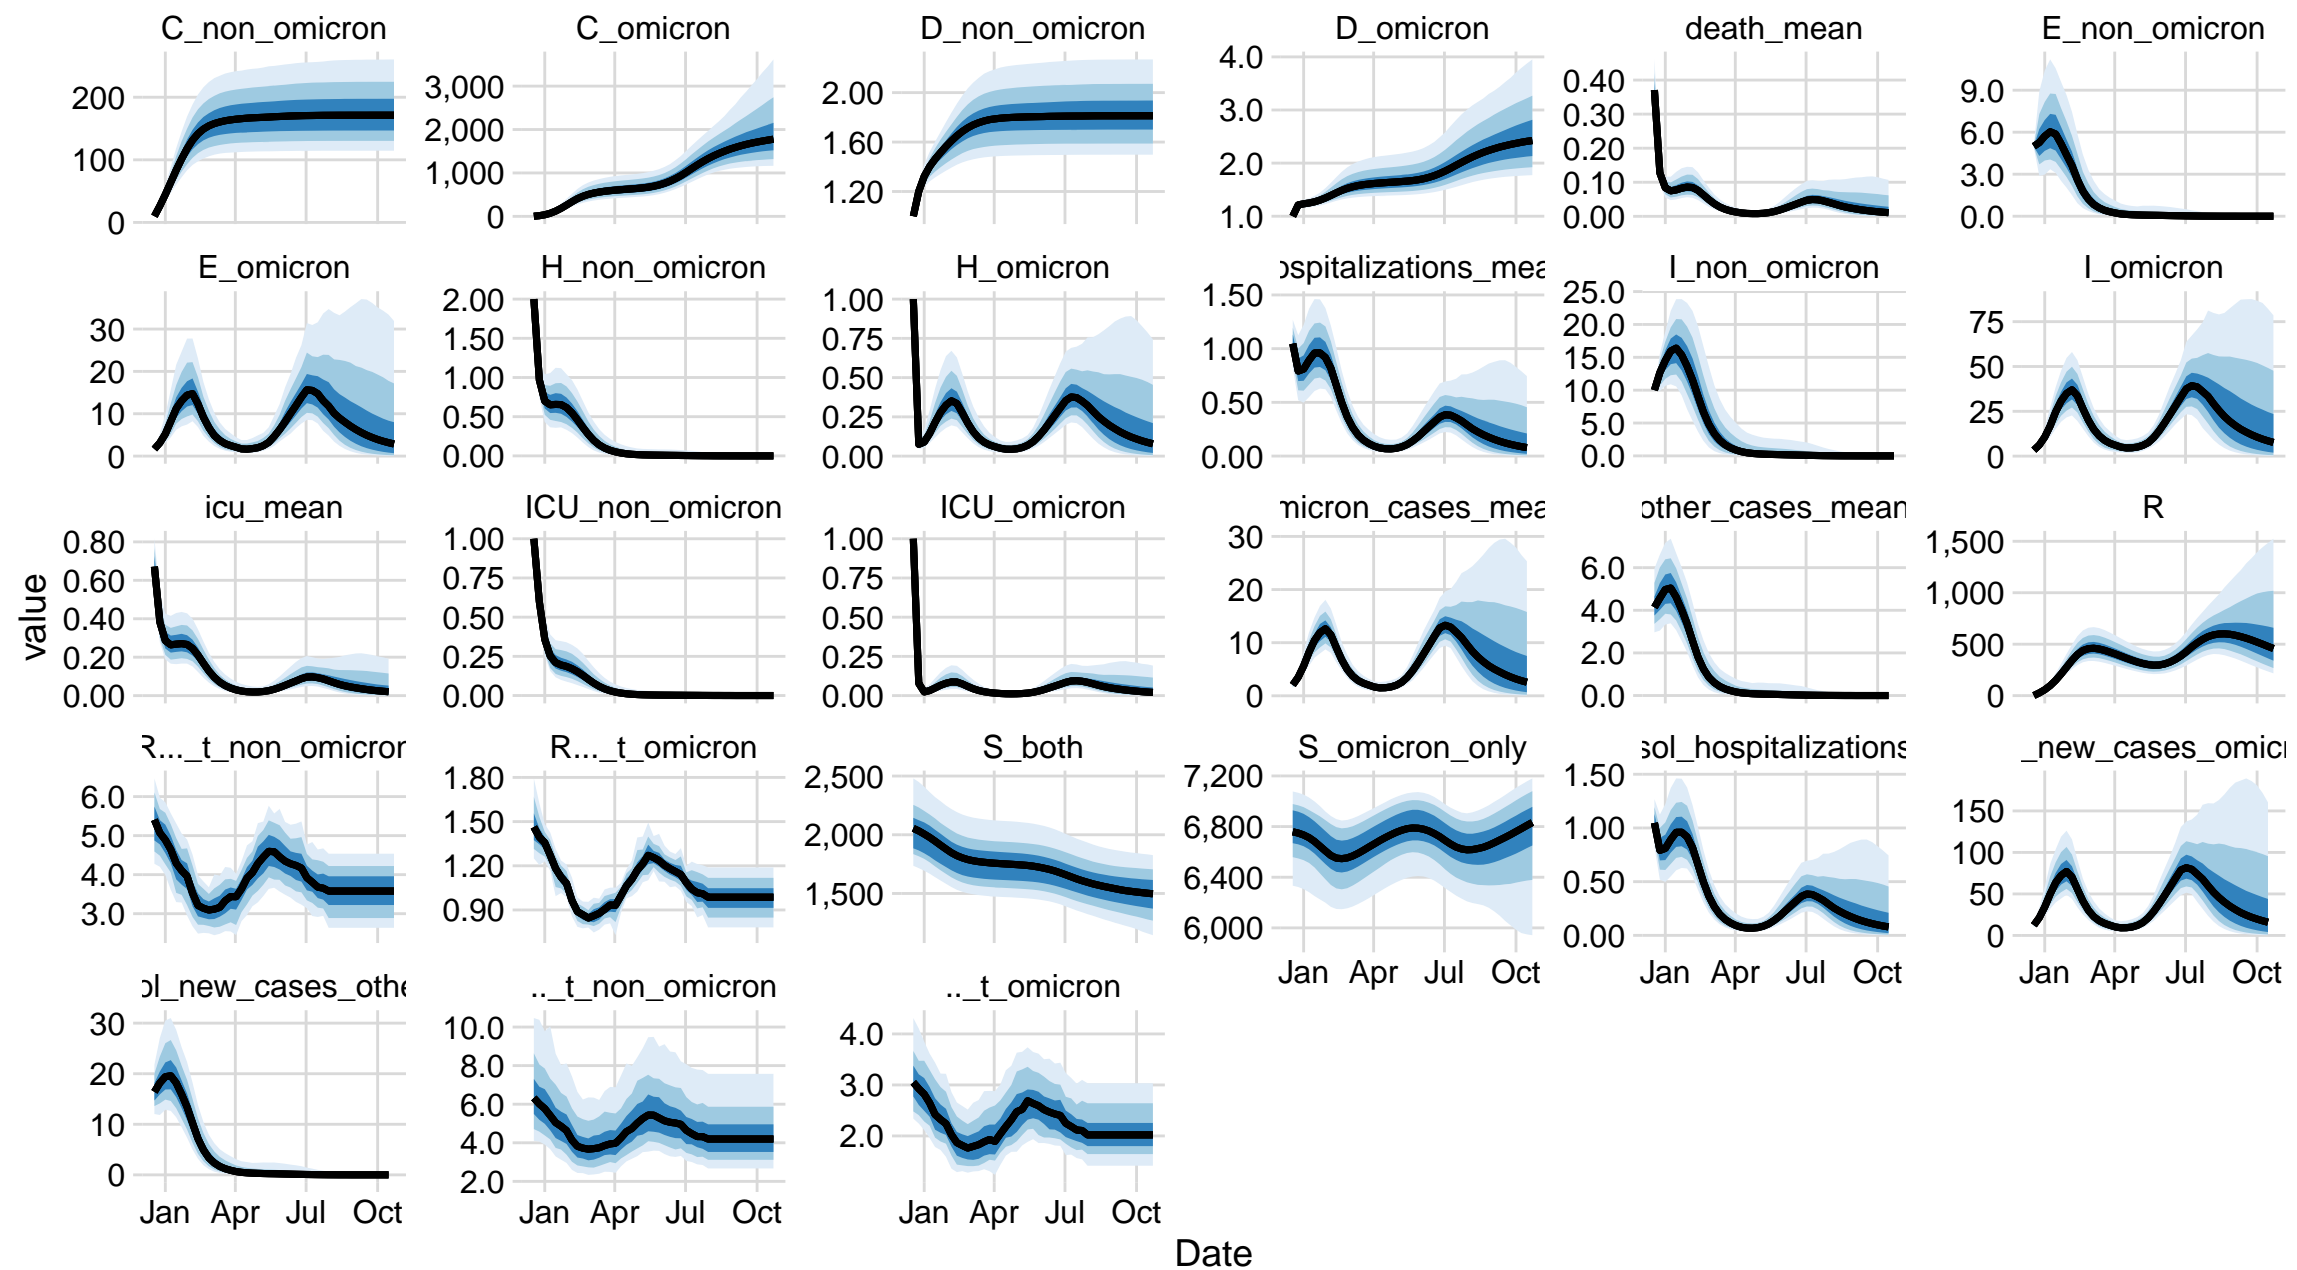 C_non_omicron C_omicron D_non_omicron D_omicron death_mean E_non_omicron
200 100 0
3,000 2,000 1,000 0
2.00 1.60 1.20
4.0 3.0 2.0 1.0
0.40 0.30 0.20 0.10 0.00
9.0 6.0 3.0 0.0
E_omicron H_non_omicron H_omicron ospitalizations_mea I_non_omicron I_omicron
30 20 10 0
2.00 1.50 1.00 0.50 0.00
1.00 0.75 0.50 0.25 0.00
1.50 1.00 0.50 0.00
25.0 20.0 15.0 10.0 5.0 0.0
75 50 25 0
icu_mean ICU_non_omicron ICU_omicron micron_cases_mea other_cases_mean R
0.80 0.60 0.40 0.20 0.00
1.00 0.75 0.50 0.25 0.00
1.00 0.75 0.50 0.25 0.00
30 20 10 0
6.0 4.0 2.0 0.0
1,500 1,000 500 0
value
R..._t_non_omicron R..._t_omicron S_both S_omicron_only sol_hospitalizations _new_cases_omicr
6.0 5.0 4.0 3.0
1.80 1.50 1.20 0.90
2,500 2,000 1,500
7,200 6,800 6,400 6,000
1.50 1.00 0.50 0.00
150 100 50 0
Jan Apr Jul Oct Jan Apr Jul Oct Jan Apr Jul Oct
ol_new_cases_othe .._t_non_omicron .._t_omicron
30 20 10 0
10.0 8.0 6.0 4.0 2.0
4.0 3.0 2.0
Jan Apr Jul Oct Jan Apr Jul Oct Jan Apr Jul Oct
Date